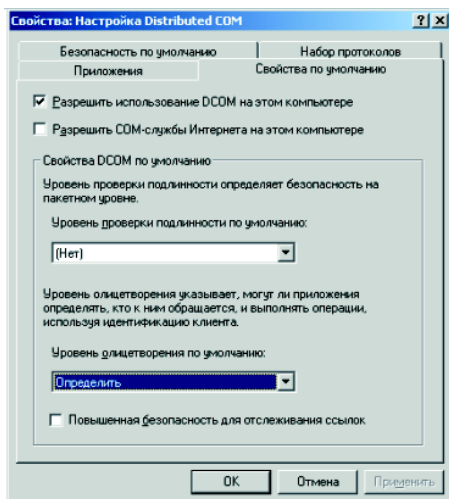 Свойства: Настройка Distributed COM
Безопасность по умолчанию
Набор протоколов
Приложения
Свойства по умолчанию
Разрешить использование DCOM на этом компьютере
Разрешить COM-службы Интернета на этом компьютере
Свойства DCOM по умолчанию
Уровень проверки подлинности определяет безопасность на
пакетном уровне.
Уровень проверки подлинности по умолчанию:
(Нет)
Уровень олицетворения указывает, могут ли приложения
определять, кто к ним обращается, и выполнять операции,
используя идентификацию клиента.
Уровень олицетворения по умолчанию:
Определить
Повышенная безопасность для отслеживания ссылок
OK
Отмена
Применить